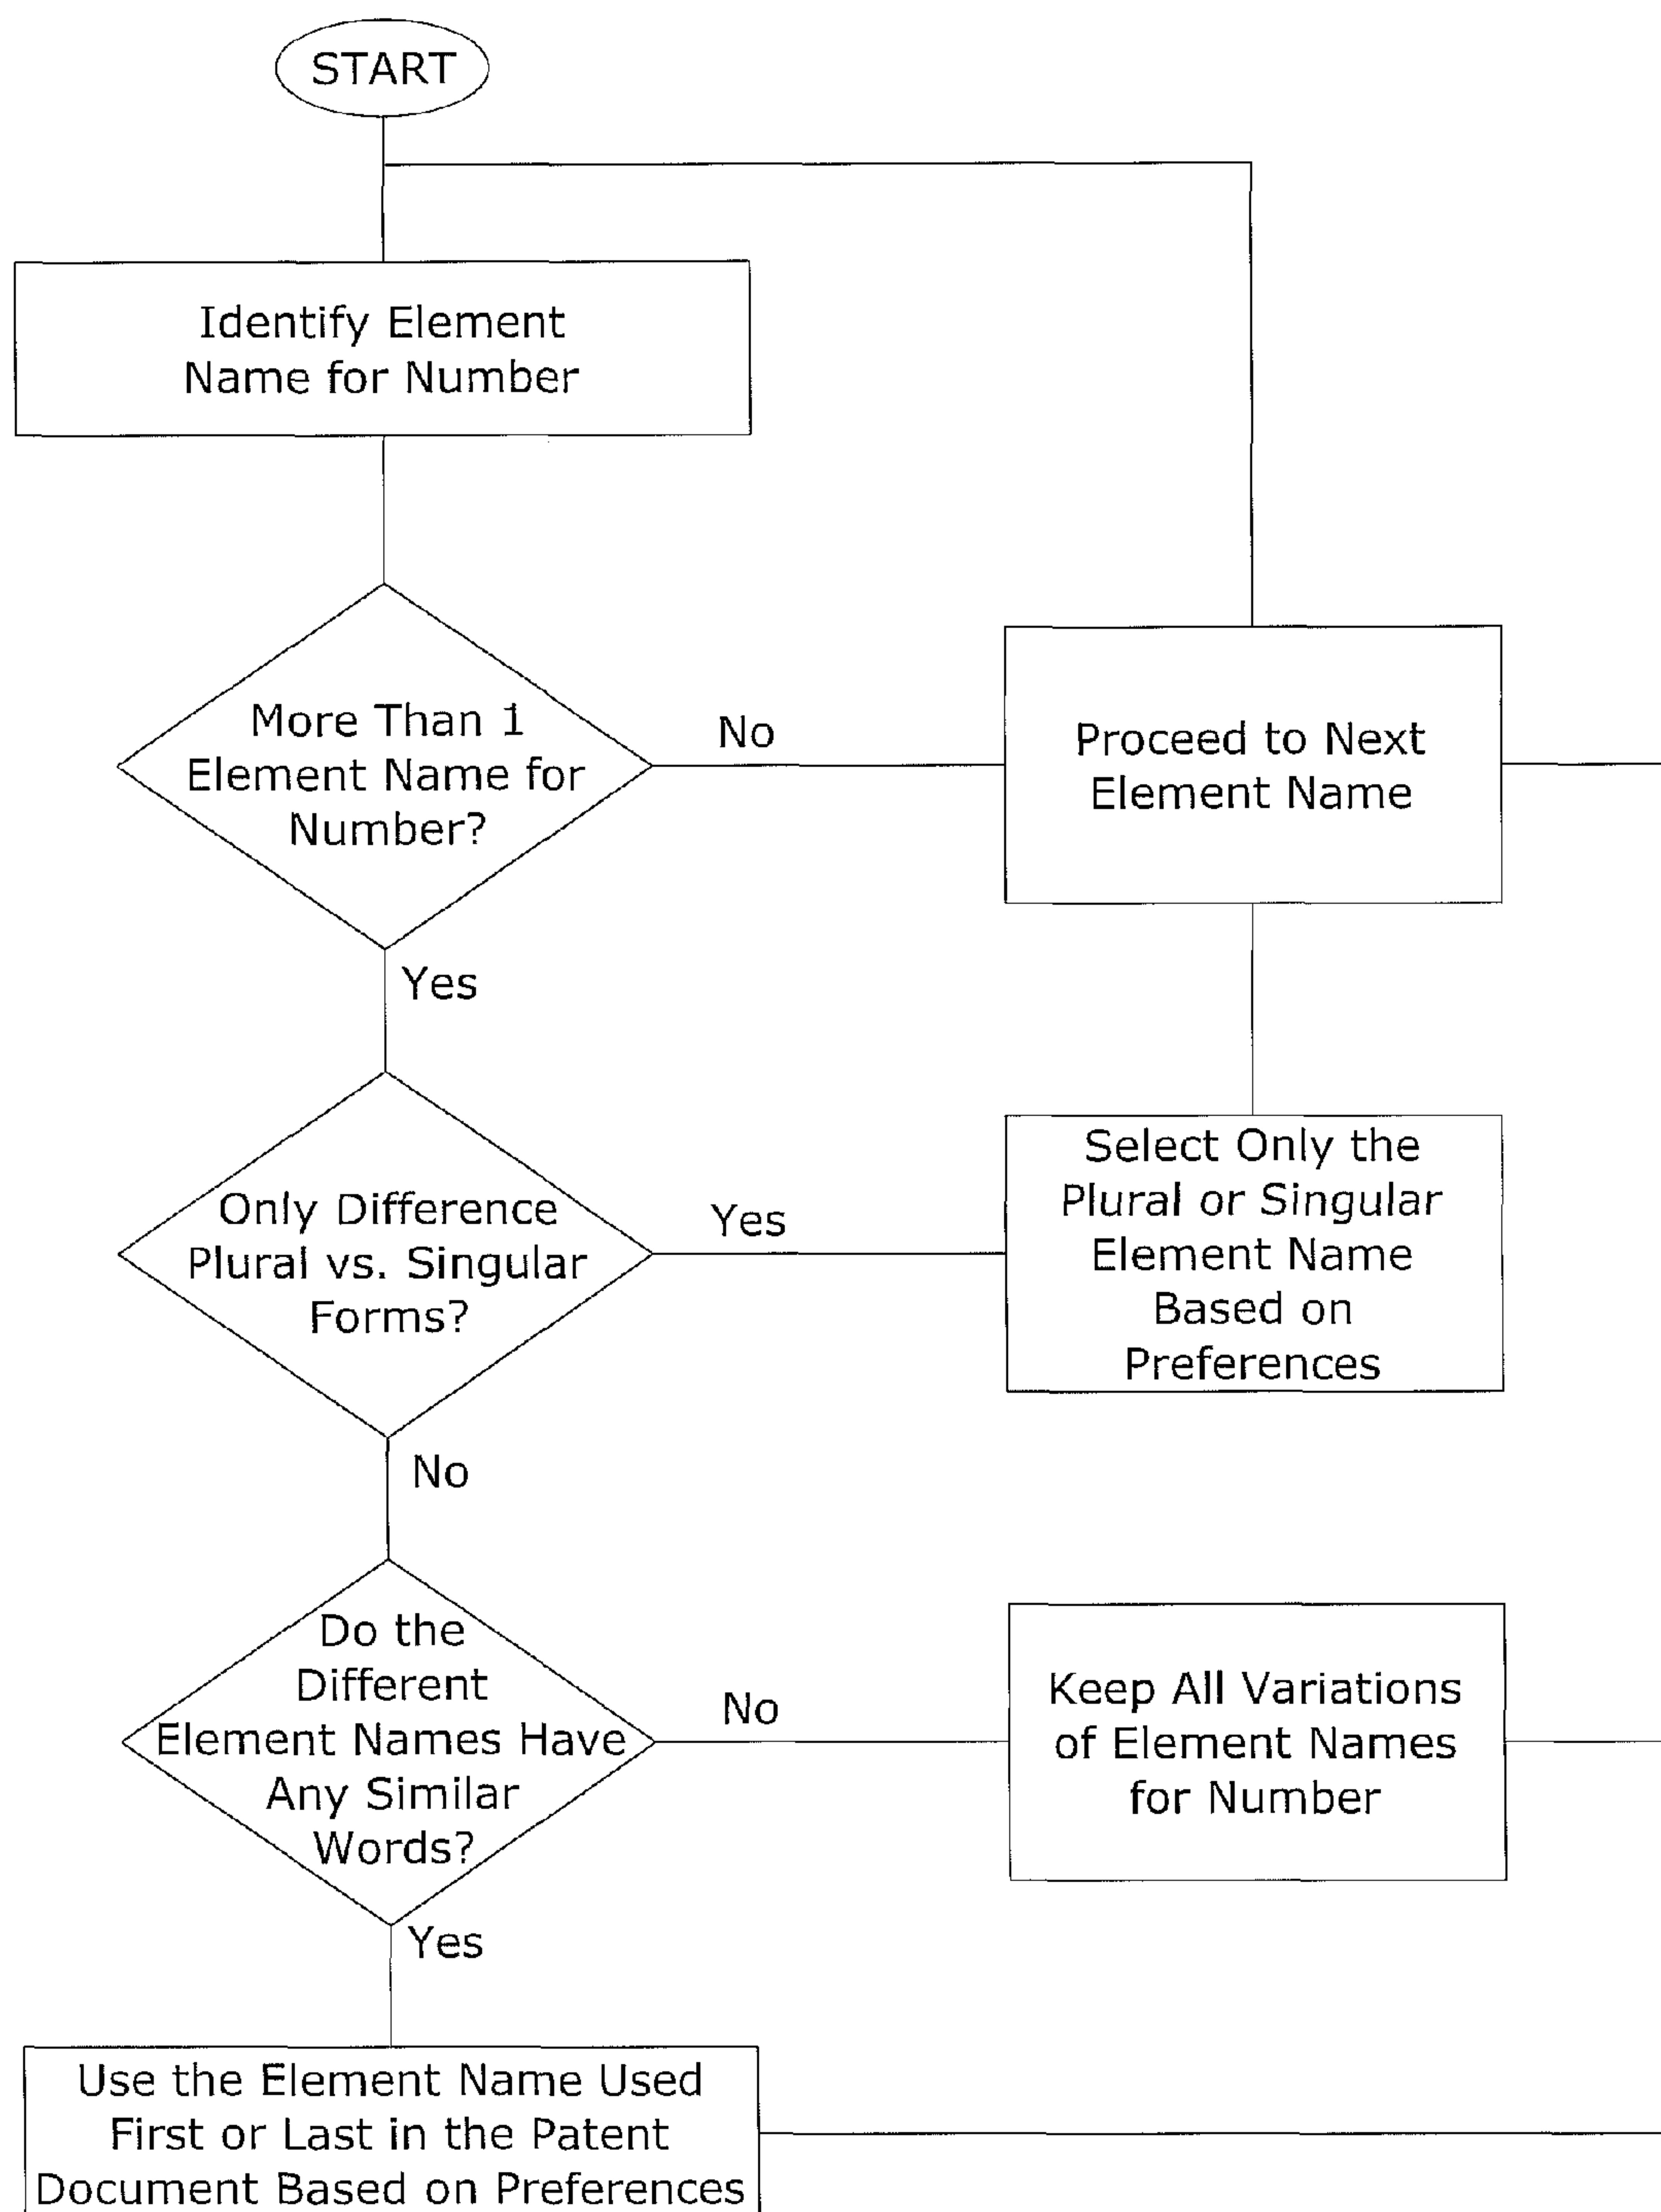 START
Identify Element
Name for Number
More Than 1
Element Name for
Number?
No
Proceed to Next
Element Name
Yes
Only Difference
Plural vs. Singular
Forms?
Yes
Select Only the
Plural or Singular
Element Name
Based on
Preferences
No
Do the
Different
Element Names Have
Any Similar
Words?
No
Keep All Variations
of Element Names
for Number
Yes
Use the Element Name Used
First or Last in the Patent
Document Based on Preferences